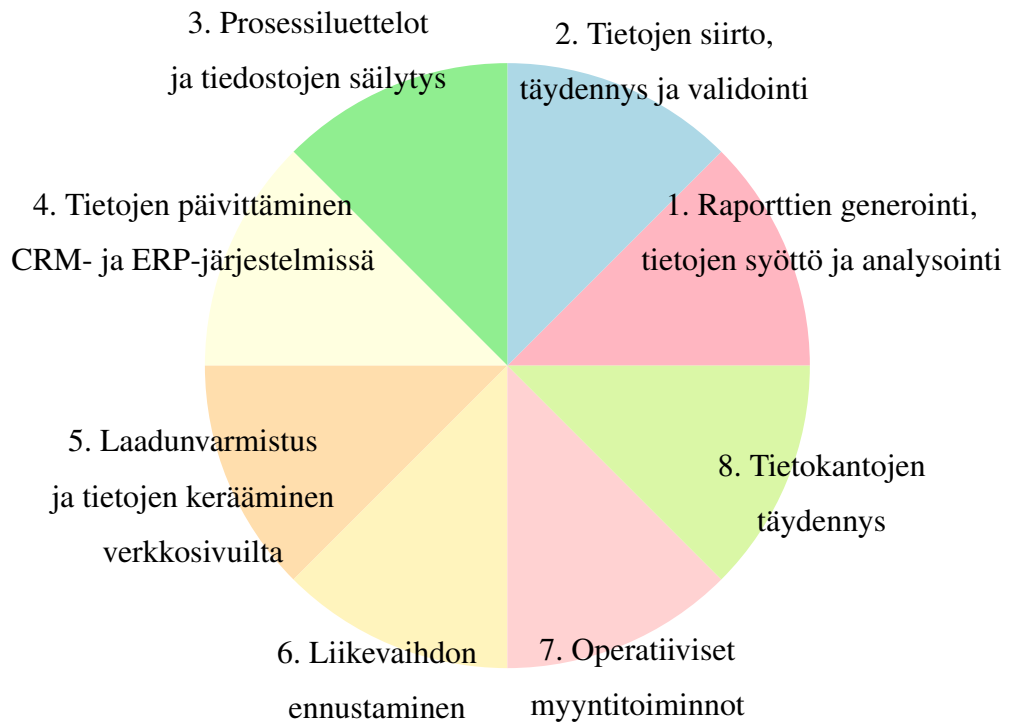 3. Prosessiluettelot
ja tiedostojen säilytys
2. Tietojen siirto,
täydennys ja validointi
4. Tietojen päivittäminen
CRM- ja ERP-järjestelmissä
1. Raporttien generointi,
tietojen syöttö ja analysointi
5. Laadunvarmistus
ja tietojen kerääminen
verkkosivuilta
8. Tietokantojen
täydennys
6. Liikevaihdon
ennustaminen
7. Operatiiviset
myyntitoiminnot